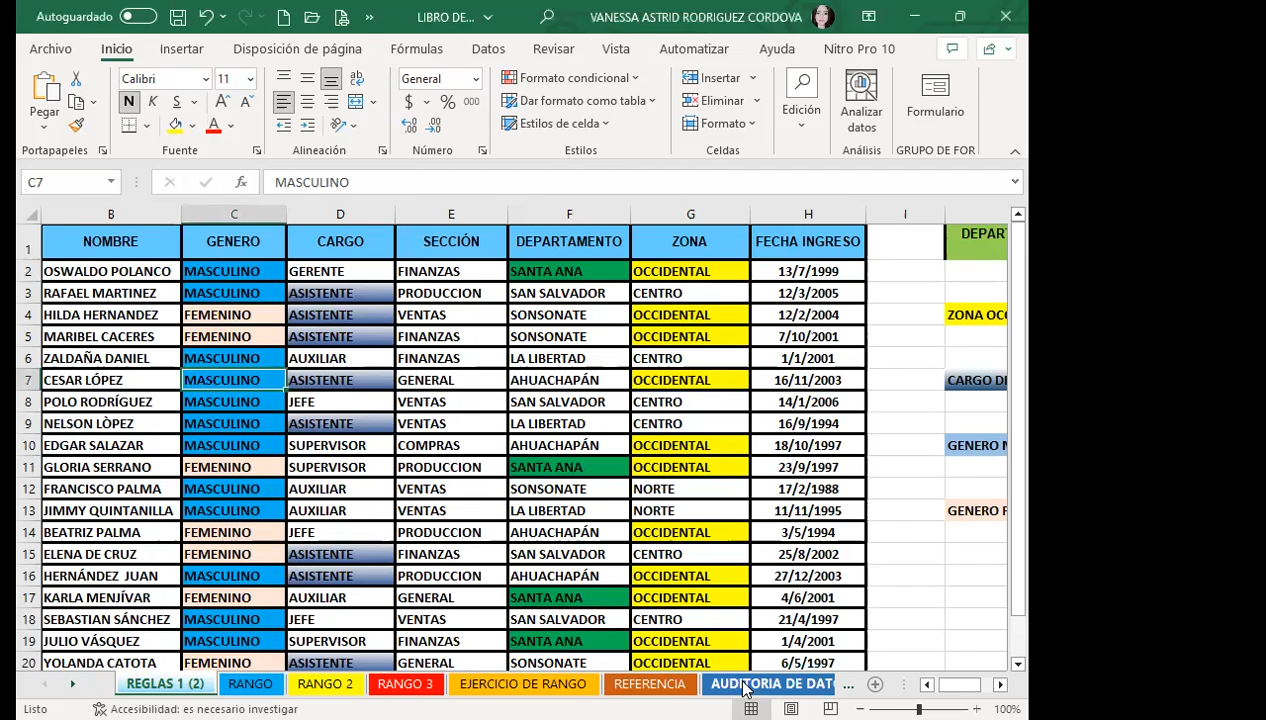 Autoguardado LIBRO DE... VANESSA ASTRID RODRIGUEZ CORDOVA
Archivo Inicio Insertar Disposición de página Fórmulas Datos Revisar Vista Automatizar Ayuda Nitro Pro 10
Calibri 11 General Formato condicional Insertar
Pegar N K S $ % 000 Dar formato como tabla Eliminar Edición Analizar datos Formulario
Estilos de celda Formato
Portapapeles Fuente Alineación Número Estilos Celdas Análisis GRUPO DE FOR
C7 fx MASCULINO
B C D E F G H I
1 NOMBRE GENERO CARGO SECCIÓN DEPARTAMENTO ZONA FECHA INGRESO DEPART
2 OSWALDO POLANCO MASCULINO GERENTE FINANZAS SANTA ANA OCCIDENTAL 13/7/1999
3 RAFAEL MARTINEZ MASCULINO ASISTENTE PRODUCCION SAN SALVADOR CENTRO 12/3/2005
4 HILDA HERNANDEZ FEMENINO ASISTENTE VENTAS SONSONATE OCCIDENTAL 12/2/2004 ZONA OCC
5 MARIBEL CACERES FEMENINO ASISTENTE FINANZAS SONSONATE OCCIDENTAL 7/10/2001
6 ZALDAÑA DANIEL MASCULINO AUXILIAR FINANZAS LA LIBERTAD CENTRO 1/1/2001
7 CESAR LÓPEZ MASCULINO ASISTENTE GENERAL AHUACHAPÁN OCCIDENTAL 16/11/2003 CARGO DE
8 POLO RODRÍGUEZ MASCULINO JEFE VENTAS SAN SALVADOR CENTRO 14/1/2006
9 NELSON LÒPEZ MASCULINO ASISTENTE VENTAS LA LIBERTAD CENTRO 16/9/1994
10 EDGAR SALAZAR MASCULINO SUPERVISOR COMPRAS AHUACHAPÁN OCCIDENTAL 18/10/1997 GENERO M
11 GLORIA SERRANO FEMENINO SUPERVISOR PRODUCCION SANTA ANA OCCIDENTAL 23/9/1997
12 FRANCISCO PALMA MASCULINO AUXILIAR VENTAS SONSONATE NORTE 17/2/1988
13 JIMMY QUINTANILLA MASCULINO AUXILIAR VENTAS LA LIBERTAD NORTE 11/11/1995 GENERO F
14 BEATRIZ PALMA FEMENINO JEFE PRODUCCION AHUACHAPÁN OCCIDENTAL 3/5/1994
15 ELENA DE CRUZ FEMENINO ASISTENTE FINANZAS SAN SALVADOR CENTRO 25/8/2002
16 HERNÁNDEZ JUAN MASCULINO ASISTENTE PRODUCCION AHUACHAPÁN OCCIDENTAL 27/12/2003
17 KARLA MENJÍVAR FEMENINO AUXILIAR GENERAL SANTA ANA OCCIDENTAL 4/6/2001
18 SEBASTIAN SÁNCHEZ MASCULINO JEFE VENTAS SAN SALVADOR CENTRO 21/4/1997
19 JULIO VÁSQUEZ MASCULINO SUPERVISOR FINANZAS SANTA ANA OCCIDENTAL 1/4/2001
20 YOLANDA CATOTA FEMENINO ASISTENTE GENERAL SONSONATE OCCIDENTAL 6/5/1997
REGLAS 1 (2) RANGO RANGO 2 RANGO 3 EJERCICIO DE RANGO REFERENCIA AUDITORIA DE DATO ...
Listo Accesibilidad: es necesario investigar 100%